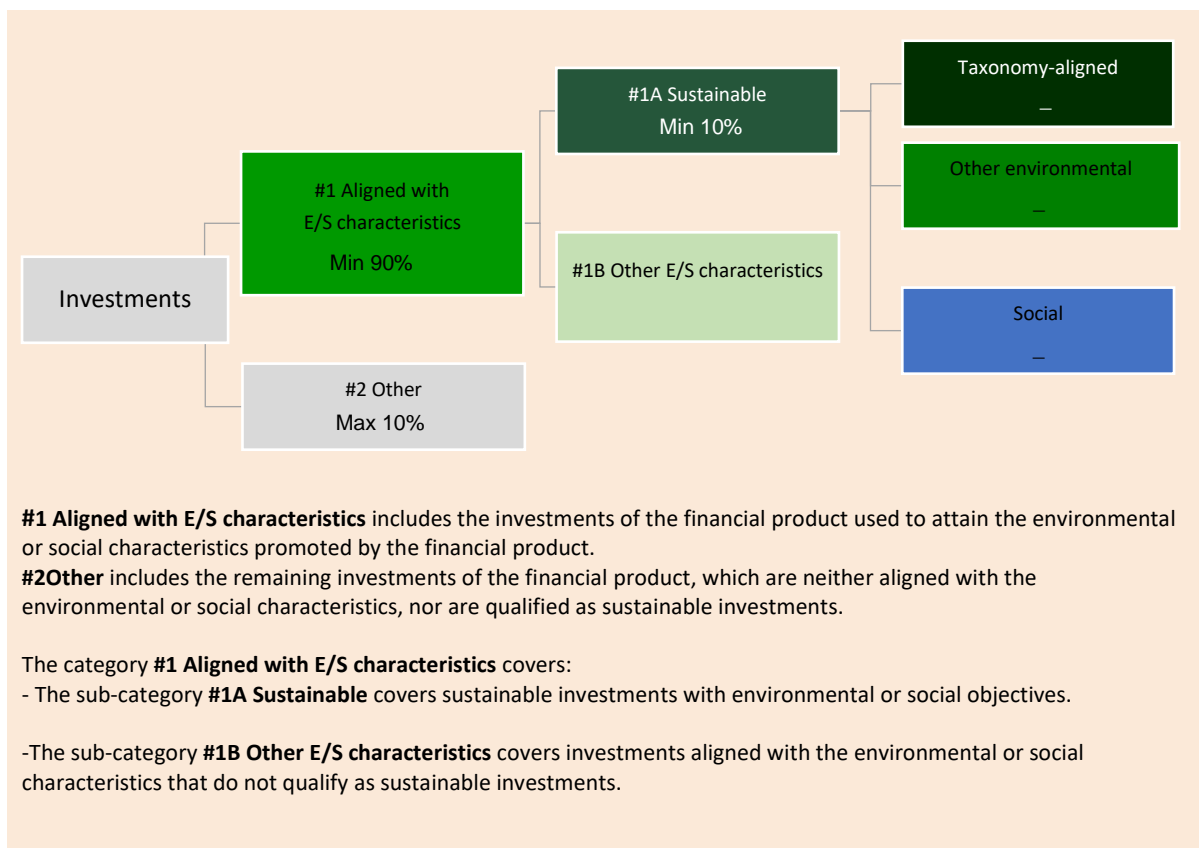 Investments
#1 Aligned with
E/S characteristics
Min 90%
#2 Other
Max 10%
#1A Sustainable
Min 10%
#1B Other E/S characteristics
Taxonomy-aligned
_
Other environmental
_
Social
_
#1 Aligned with E/S characteristics includes the investments of the financial product used to attain the environmental
or social characteristics promoted by the financial product.
#2Other includes the remaining investments of the financial product, which are neither aligned with the
environmental or social characteristics, nor are qualified as sustainable investments.
The category #1 Aligned with E/S characteristics covers:
- The sub-category #1A Sustainable covers sustainable investments with environmental or social objectives.
-The sub-category #1B Other E/S characteristics covers investments aligned with the environmental or social
characteristics that do not qualify as sustainable investments.